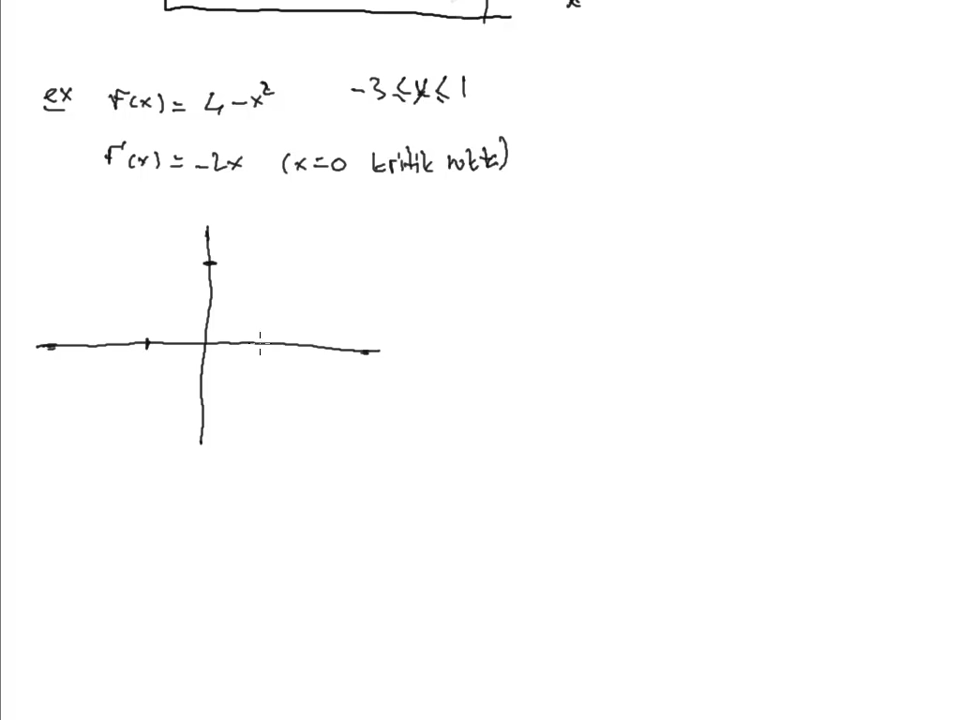 ex f(x) = 4 - x² -3 ≤ x ≤ 1
f'(x) = -2x (x=0 kritik nokta)